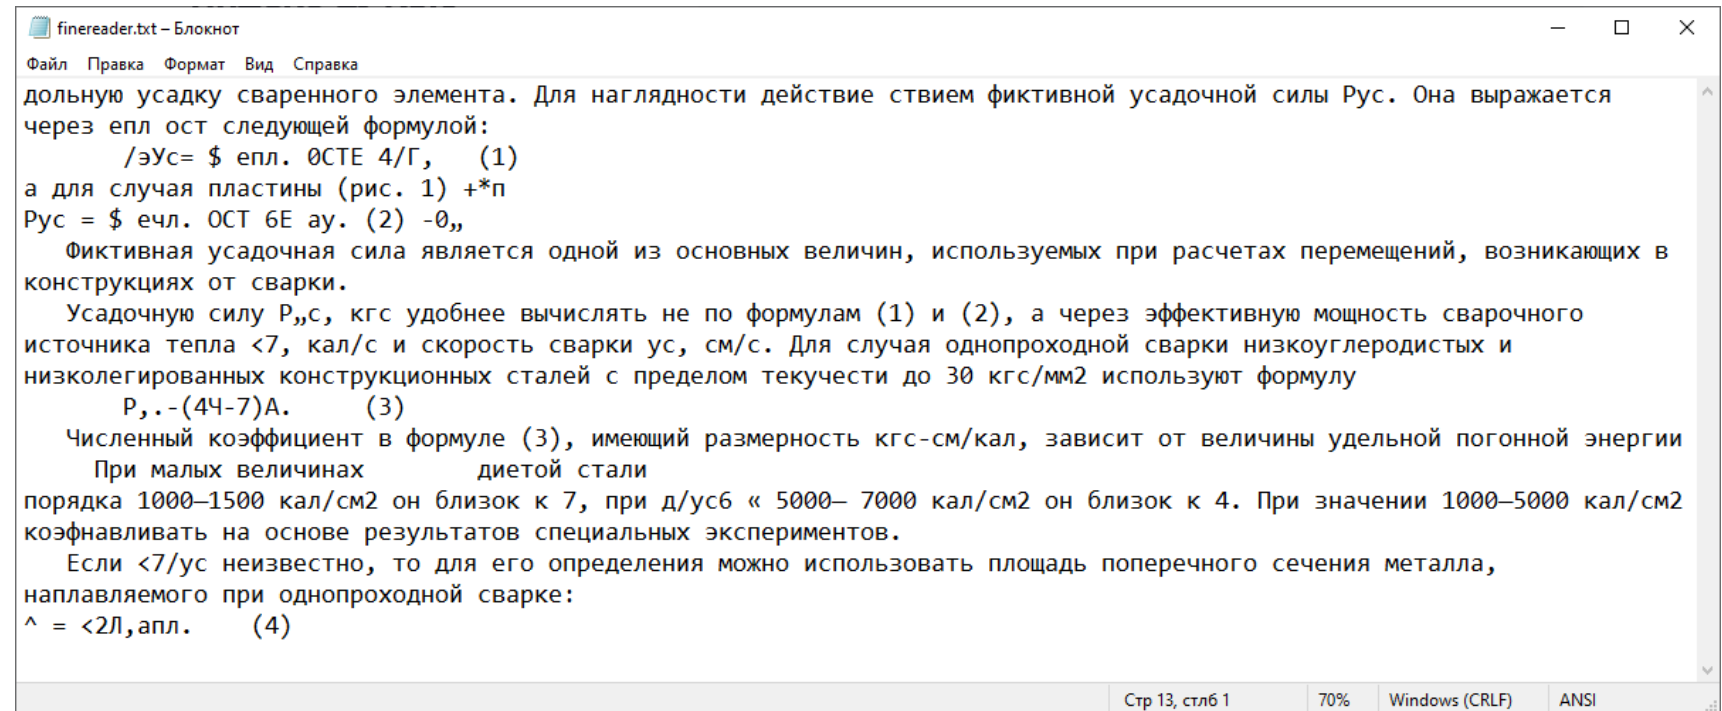 finereader.txt – Блокнот
Файл Правка Формат Вид Справка
дольную усадку сваренного элемента. Для наглядности действие ствием фиктивной усадочной силы Рус. Она выражается
через епл ост следующей формулой:
/эУс= $ епл. 0СТЕ 4/Г, (1)
а для случая пластины (рис. 1) +*п
Рус = $ ечл. ОСТ 6Е ау. (2) -0„
Фиктивная усадочная сила является одной из основных величин, используемых при расчетах перемещений, возникающих в
конструкциях от сварки.
Усадочную силу Р„с, кгс удобнее вычислять не по формулам (1) и (2), а через эффективную мощность сварочного
источника тепла <7, кал/с и скорость сварки ус, см/с. Для случая однопроходной сварки низкоуглеродистых и
низколегированных конструкционных сталей с пределом текучести до 30 кгс/мм2 используют формулу
Р,.-(4Ч-7)А. (3)
Численный коэффициент в формуле (3), имеющий размерность кгс-см/кал, зависит от величины удельной погонной энергии
При малых величинах диетой стали
порядка 1000—1500 кал/см2 он близок к 7, при д/ус6 « 5000— 7000 кал/см2 он близок к 4. При значении 1000—5000 кал/см2
коэфнавливать на основе результатов специальных экспериментов.
Если <7/ус неизвестно, то для его определения можно использовать площадь поперечного сечения металла,
наплавляемого при однопроходной сварке:
^ = <2Л,апл. (4)
Стр 13, стлб 1 70% Windows (CRLF) ANSI